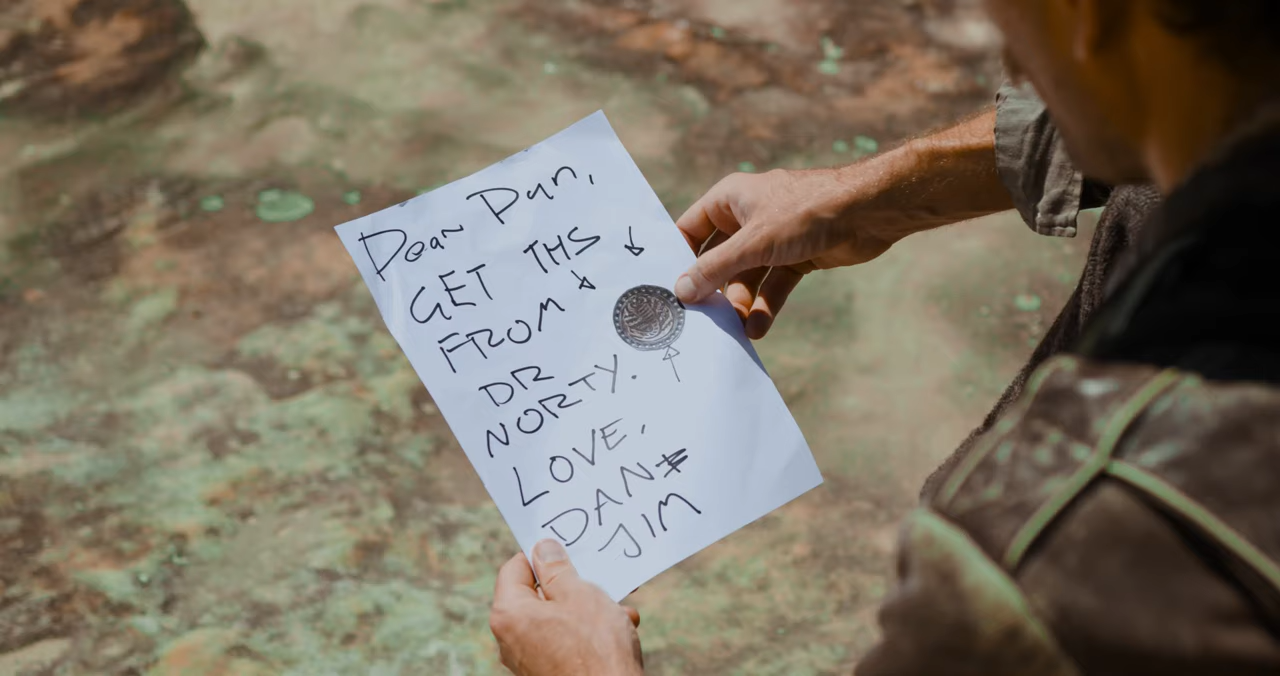 Dear Dan,
GET THS
FROM
DR
NORTY.
LOVE,
DAN &
JIM